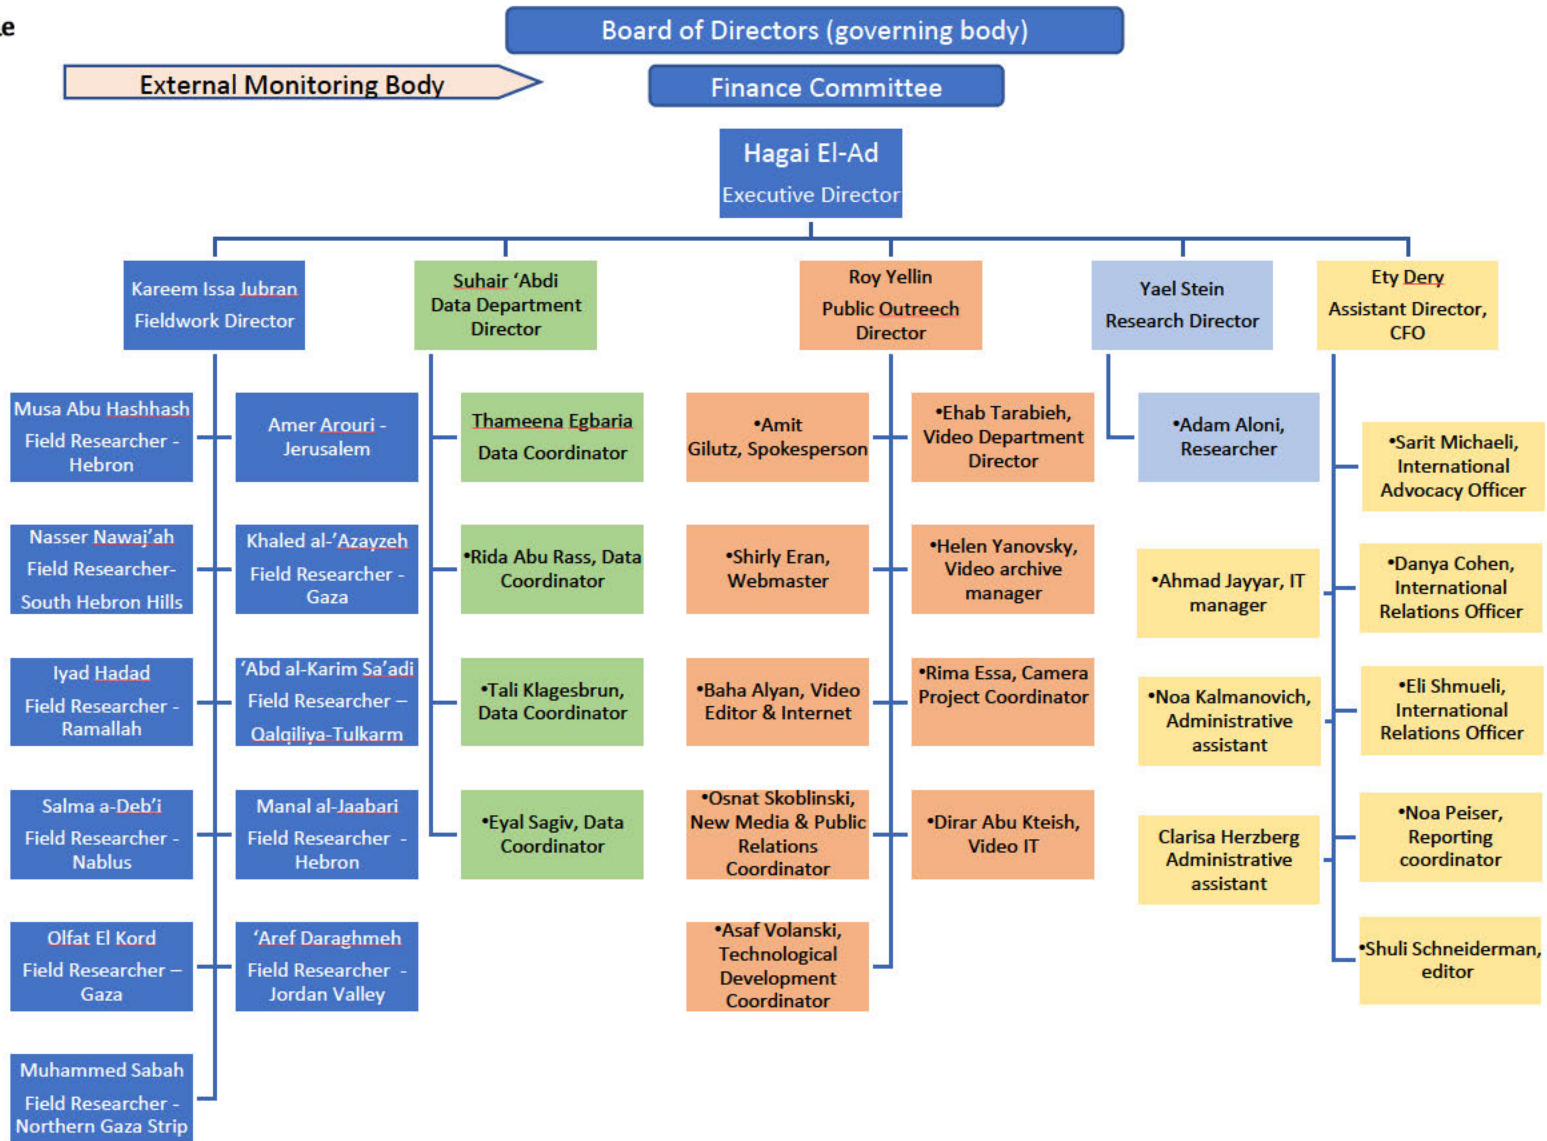 Board of Directors (governing body)
External Monitoring Body
Finance Committee
Hagai El-Ad
Executive Director
Kareem Issa Jubran
Fieldwork Director
Suhair ‘Abdi
Data Department
Director
Roy Yellin
Public Outreech
Director
Yael Stein
Research Director
Ety Dery
Assistant Director,
CFO
Musa Abu Hashhash
Field Researcher -
Hebron
Amer Arouri -
Jerusalem
Thameena Egbaria
Data Coordinator
•Amit
Gilutz, Spokesperson
•Ehab Tarabieh,
Video Department
Director
•Adam Aloni,
Researcher
•Sarit Michaeli,
International
Advocacy Officer
Nasser Nawaj’ah
Field Researcher-
South Hebron Hills
Khaled al-‘Azayzeh
Field Researcher -
Gaza
•Rida Abu Rass, Data
Coordinator
•Shirly Eran,
Webmaster
•Helen Yanovsky,
Video archive
manager
•Ahmad Jayyar, IT
manager
•Danya Cohen,
International
Relations Officer
Iyad Hadad
Field Researcher -
Ramallah
‘Abd al-Karim Sa’adi
Field Researcher –
Qalqiliya-Tulkarm
•Tali Klagesbrun,
Data Coordinator
•Baha Alyan, Video
Editor & Internet
•Rima Essa, Camera
Project Coordinator
•Noa Kalmanovich,
Administrative
assistant
•Eli Shmueli,
International
Relations Officer
Salma a-Deb’i
Field Researcher -
Nablus
Manal al-Jaabari
Field Researcher -
Hebron
•Eyal Sagiv, Data
Coordinator
•Osnat Skoblinski,
New Media & Public
Relations
Coordinator
•Dirar Abu Kteish,
Video IT
Clarisa Herzberg
Administrative
assistant
•Noa Peiser,
Reporting
coordinator
Olfat El Kord
Field Researcher –
Gaza
‘Aref Daraghmeh
Field Researcher -
Jordan Valley
•Asaf Volanski,
Technological
Development
Coordinator
•Shuli Schneiderman,
editor
Muhammed Sabah
Field Researcher -
Northern Gaza Strip